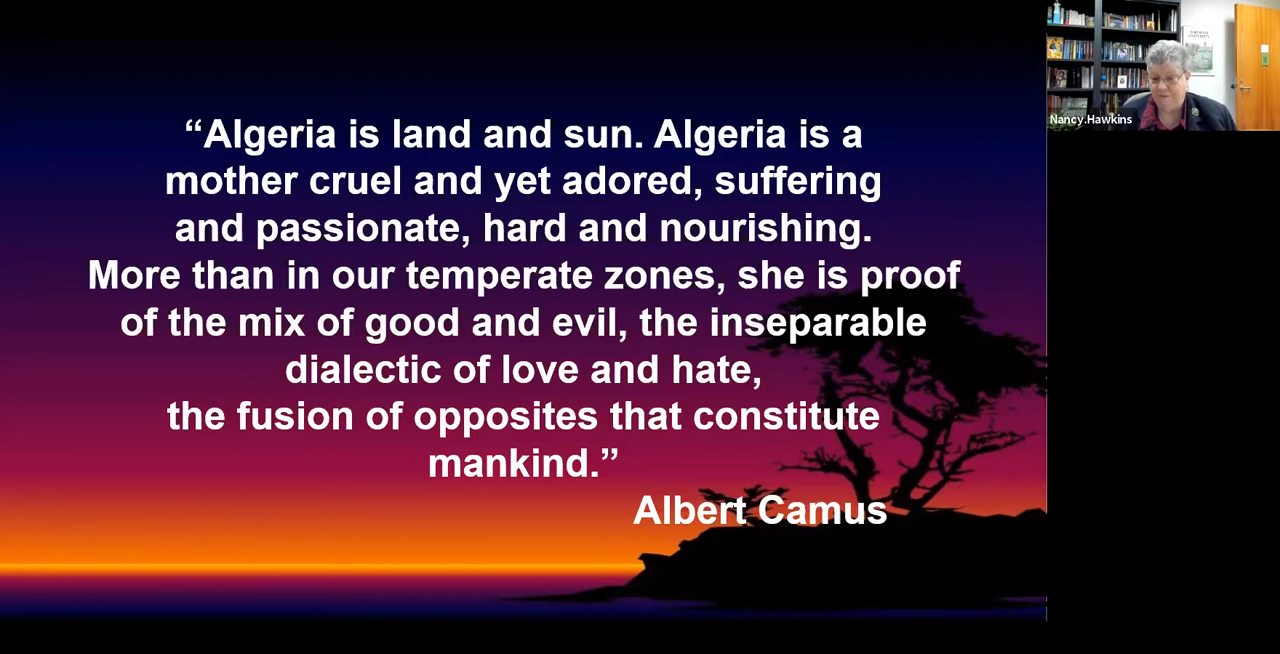 “Algeria is land and sun. Algeria is a
mother cruel and yet adored, suffering
and passionate, hard and nourishing.
More than in our temperate zones, she is proof
of the mix of good and evil, the inseparable
dialectic of love and hate,
the fusion of opposites that constitute
mankind.”
Albert Camus
Nancy.Hawkins